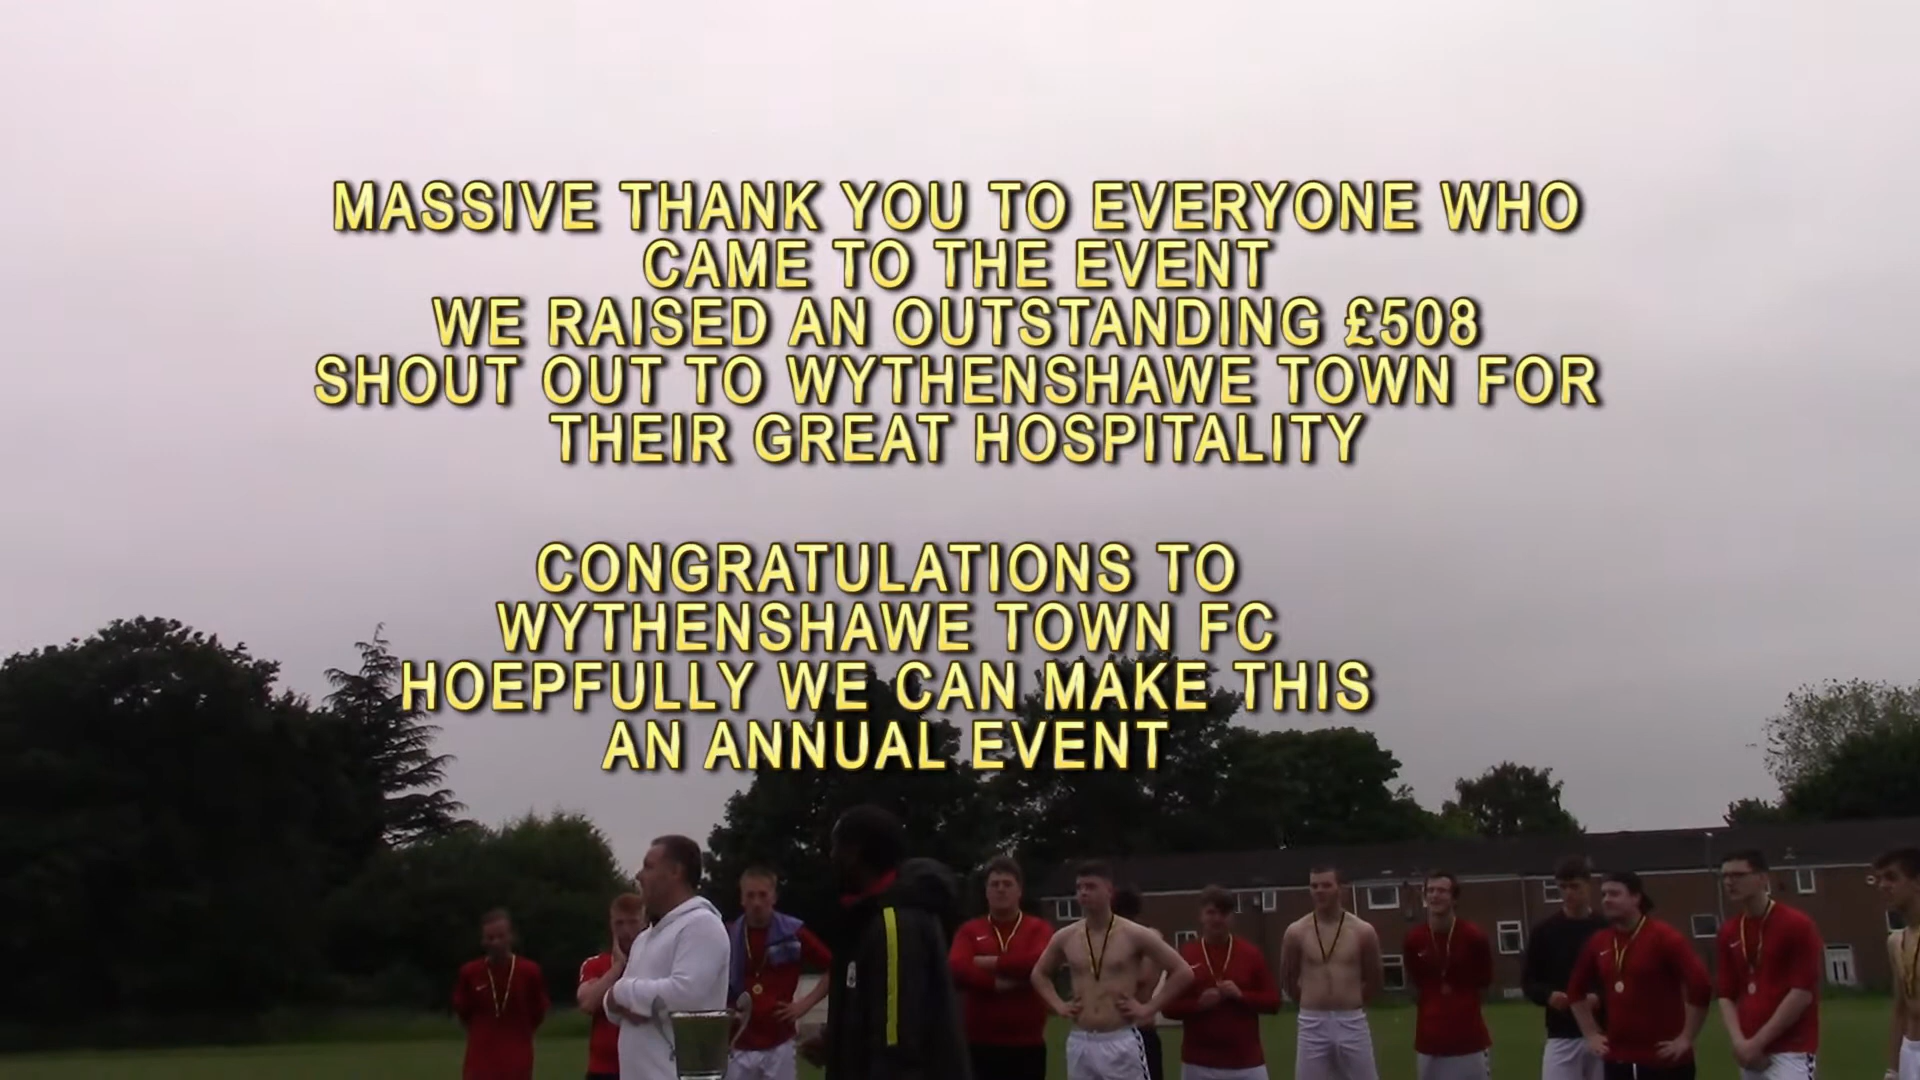 MASSIVE THANK YOU TO EVERYONE WHO
CAME TO THE EVENT
WE RAISED AN OUTSTANDING £508
SHOUT OUT TO WYTHENSHAWE TOWN FOR
THEIR GREAT HOSPITALITY
CONGRATULATIONS TO
WYTHENSHAWE TOWN FC
HOEPFULLY WE CAN MAKE THIS
AN ANNUAL EVENT